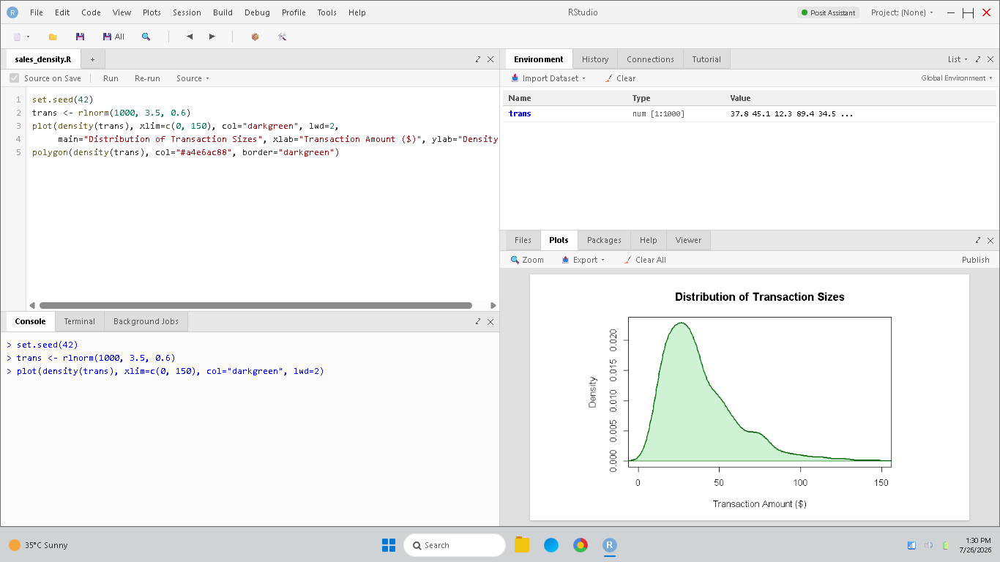 R File Edit Code View Plots Session Build Debug Profile Tools Help RStudio Posit Assistant Project: (None)
All
sales_density.R +
Source on Save Run Re-run Source
1 set.seed(42)
2 trans <- rlnorm(1000, 3.5, 0.6)
3 plot(density(trans), xlim=c(0, 150), col="darkgreen", lwd=2,
4 main="Distribution of Transaction Sizes", xlab="Transaction Amount ($)", ylab="Density
5 polygon(density(trans), col="#a4e6ac88", border="darkgreen")
Console Terminal Background Jobs
> set.seed(42)
> trans <- rlnorm(1000, 3.5, 0.6)
> plot(density(trans), xlim=c(0, 150), col="darkgreen", lwd=2)
Environment History Connections Tutorial List
Import Dataset Clear Global Environment
Name Type Value
trans num [1:1000] 37.8 45.1 12.3 89.4 34.5 ...
Files Plots Packages Help Viewer
Zoom Export Clear All Publish
Distribution of Transaction Sizes
Density
0.020
0.015
0.010
0.005
0.000
0 50 100 150
Transaction Amount ($)
35°C Sunny Search R 1:30 PM
7/26/2026